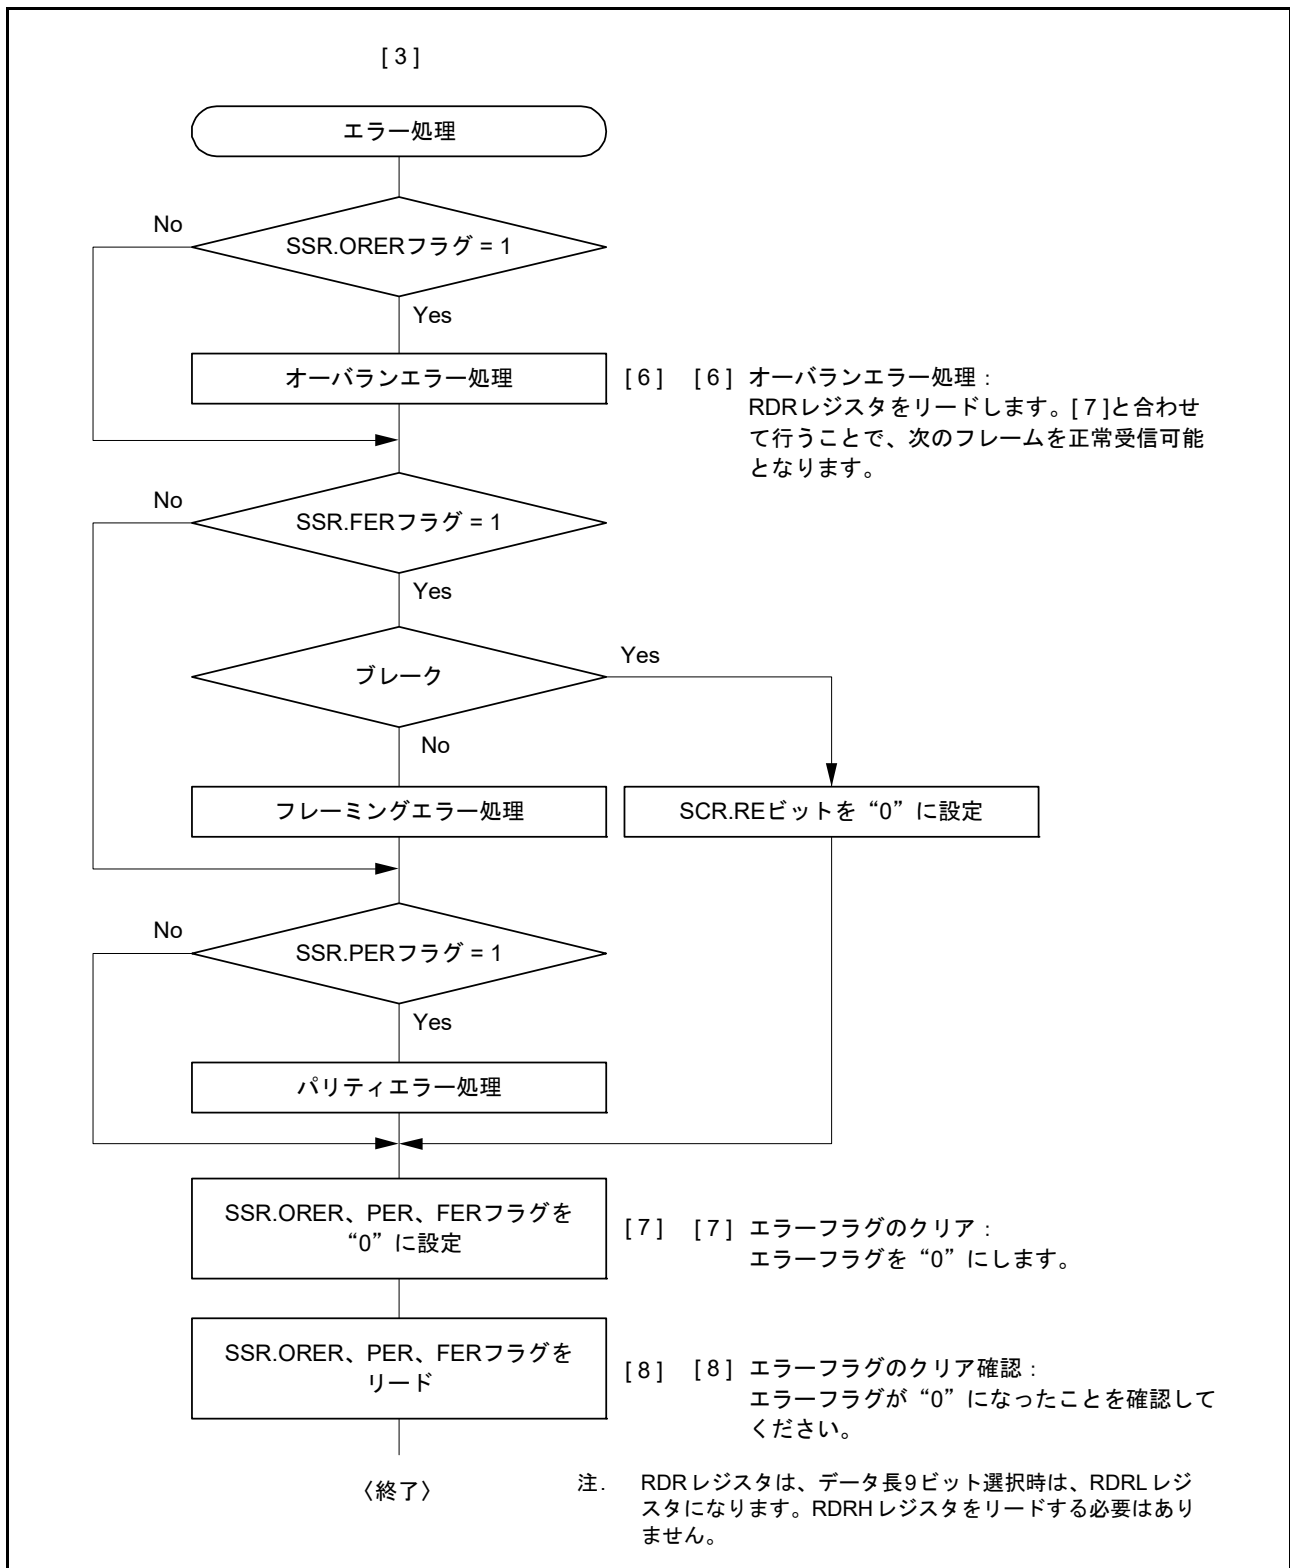 [ 3 ]
エラー処理
No
SSR.ORERフラグ = 1
Yes
オーバランエラー処理
[ 6 ]
[ 6 ] オーバランエラー処理：
RDRレジスタをリードします。[ 7 ]と合わせ
て行うことで、次のフレームを正常受信可能
となります。
No
SSR.FERフラグ = 1
Yes
ブレーク
Yes
No
フレーミングエラー処理
SCR.REビットを“0”に設定
No
SSR.PERフラグ = 1
Yes
パリティエラー処理
SSR.ORER、PER、FERフラグを
“0”に設定
[ 7 ]
[ 7 ] エラーフラグのクリア：
エラーフラグを“0”にします。
SSR.ORER、PER、FERフラグを
リード
[ 8 ]
[ 8 ] エラーフラグのクリア確認：
エラーフラグが“0”になったことを確認して
ください。
〈終了〉
注. RDRレジスタは、データ長9ビット選択時は、RDRLレジ
スタになります。RDRHレジスタをリードする必要はあり
ません。